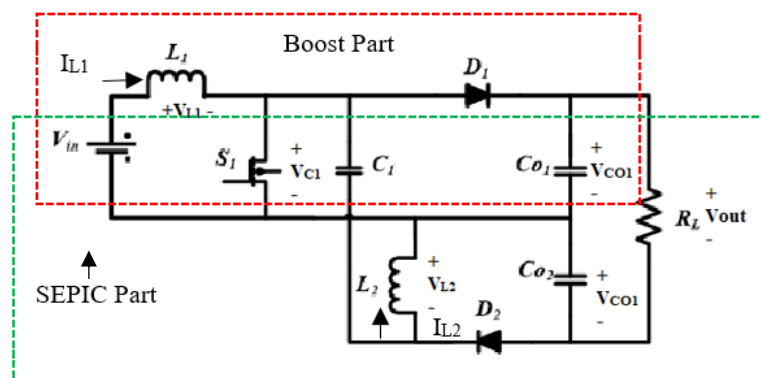 Boost Part
L1
IL1
D1
+VL1 -
Vin
S1
+
VC1
-
C1
Co1
+
VCO1
-
RL
+
Vout
-
SEPIC Part
L2
+
VL2
-
IL2
D2
Co2
+
VCO1
-